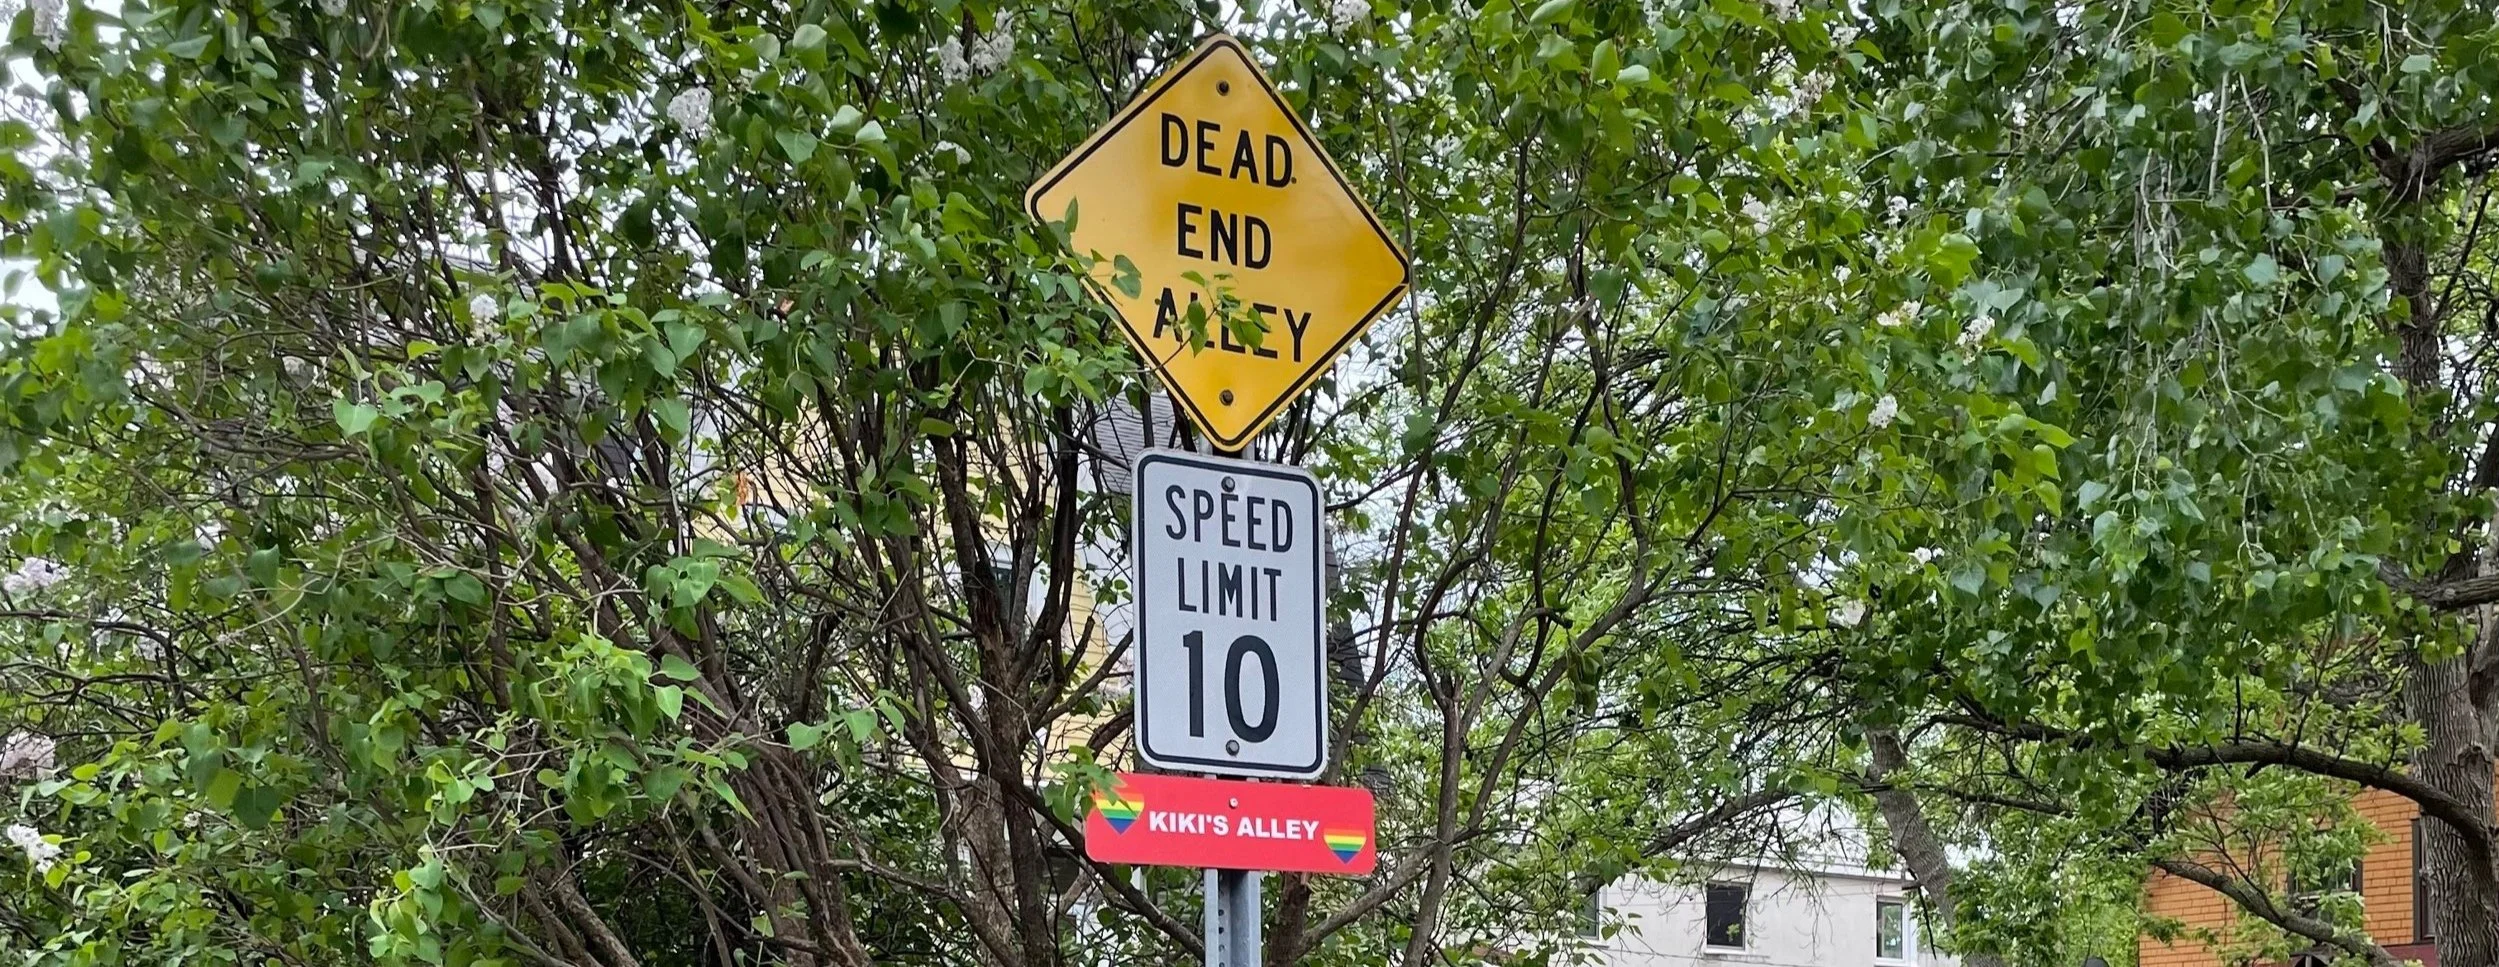 DEAD
END
ALLEY
SPEED
LIMIT
10
KIKI'S ALLEY